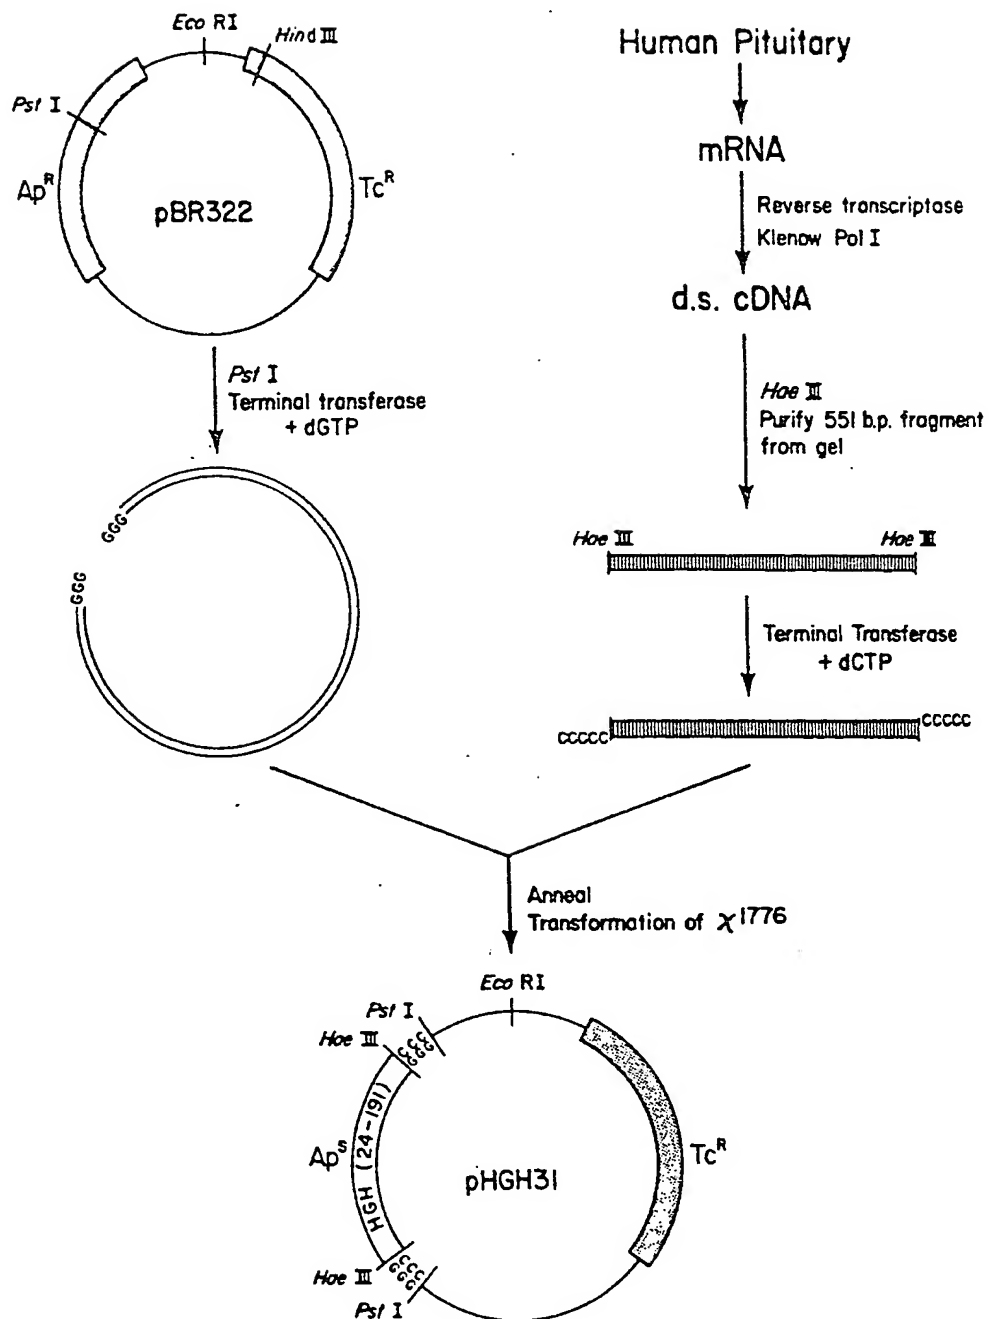 Eco RI
Hind III
Pst I
Ap^R
Tc^R
pBR322
Pst I
Terminal transferase
+ dGTP
GGG
GGG
Human Pituitary
mRNA
Reverse transcriptase
Klenow Pol I
d.s. cDNA
Hae III
Purify 551 b.p. fragment
from gel
Hae III
Hae III
Terminal Transferase
+ dCTP
CCCCC
CCCCC
Anneal
Transformation of χ1776
Eco RI
Pst I
Hae III
CCC
GGG
HGH (24-191)
Ap^S
Tc^R
pHGH31
Hae III
CCC
GGG
Pst I